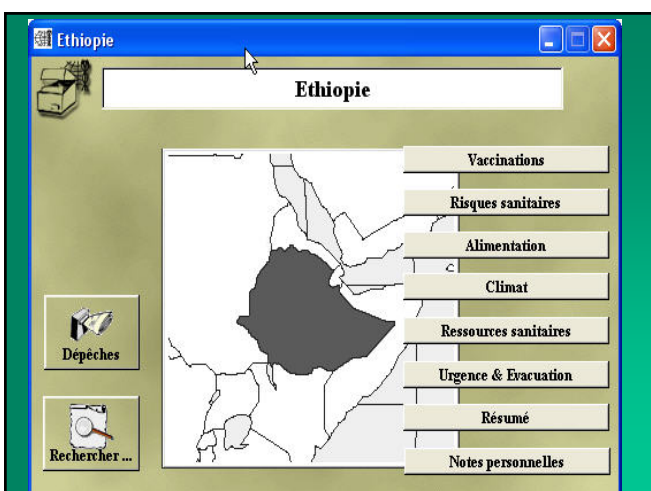 Ethiopie
Ethiopie
Vaccinations
Risques sanitaires
Alimentation
Climat
Ressources sanitaires
Urgence & Evacuation
Résumé
Notes personnelles
Dépêches
Rechercher ...